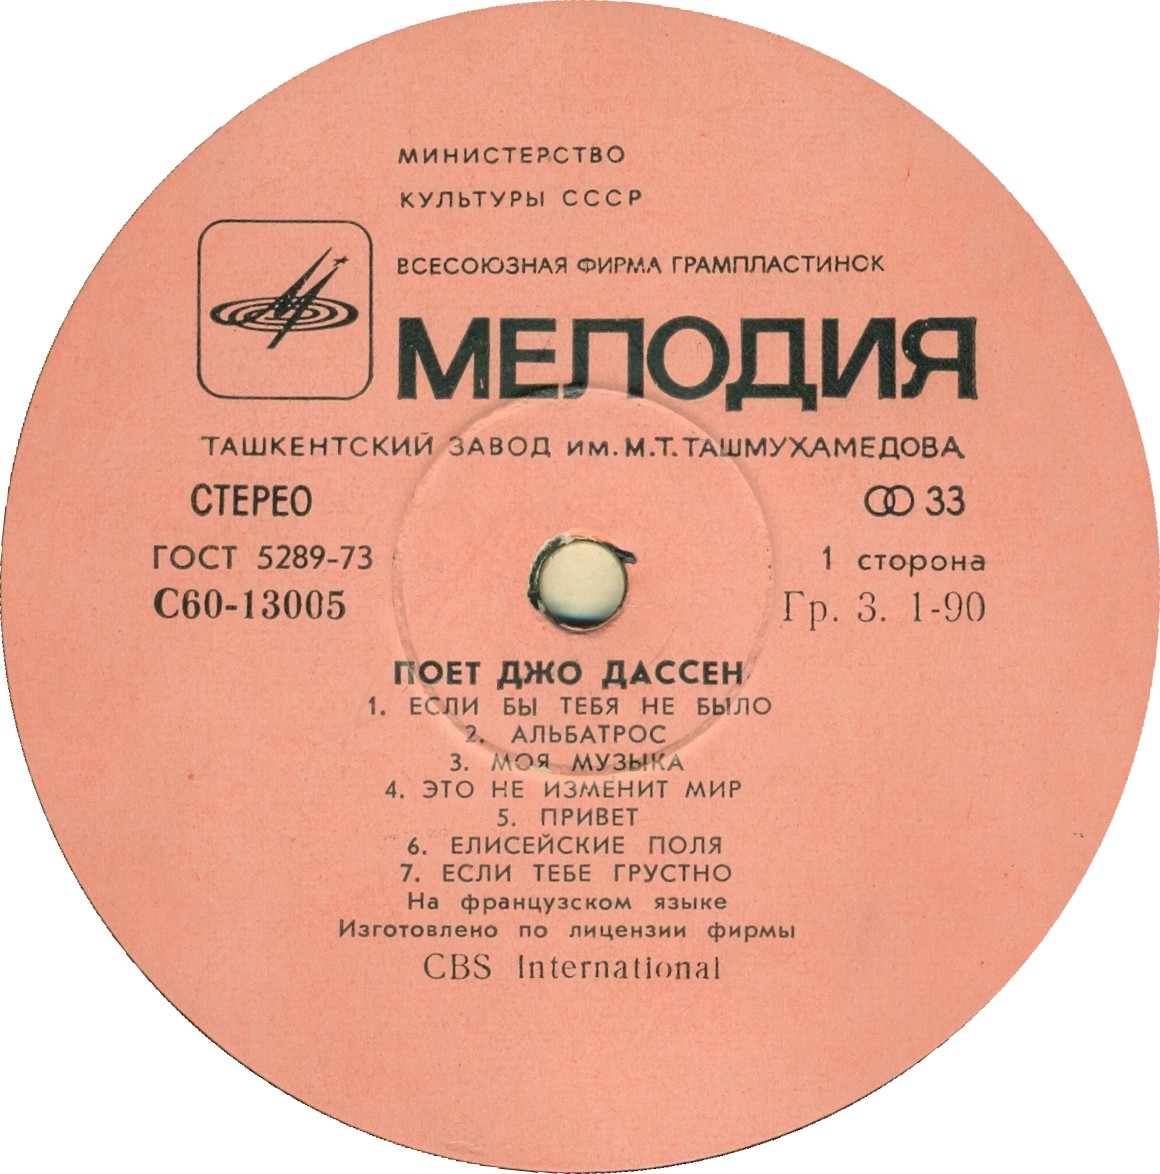 МИНИСТЕРСТВО
КУЛЬТУРЫ СССР
ВСЕСОЮЗНАЯ ФИРМА ГРАМПЛАСТИНОК
МЕЛОДИЯ
ТАШКЕНТСКИЙ ЗАВОД им. М.Т. ТАШМУХАМЕДОВА
СТЕРЕО 33
ГОСТ 5289-73 1 сторона
С60-13005 Гр. 3. 1-90
ПОЕТ ДЖО ДАССЕН
1. ЕСЛИ БЫ ТЕБЯ НЕ БЫЛО
2. АЛЬБАТРОС
3. МОЯ МУЗЫКА
4. ЭТО НЕ ИЗМЕНИТ МИР
5. ПРИВЕТ
6. ЕЛИСЕЙСКИЕ ПОЛЯ
7. ЕСЛИ ТЕБЕ ГРУСТНО
На французском языке
Изготовлено по лицензии фирмы
CBS International